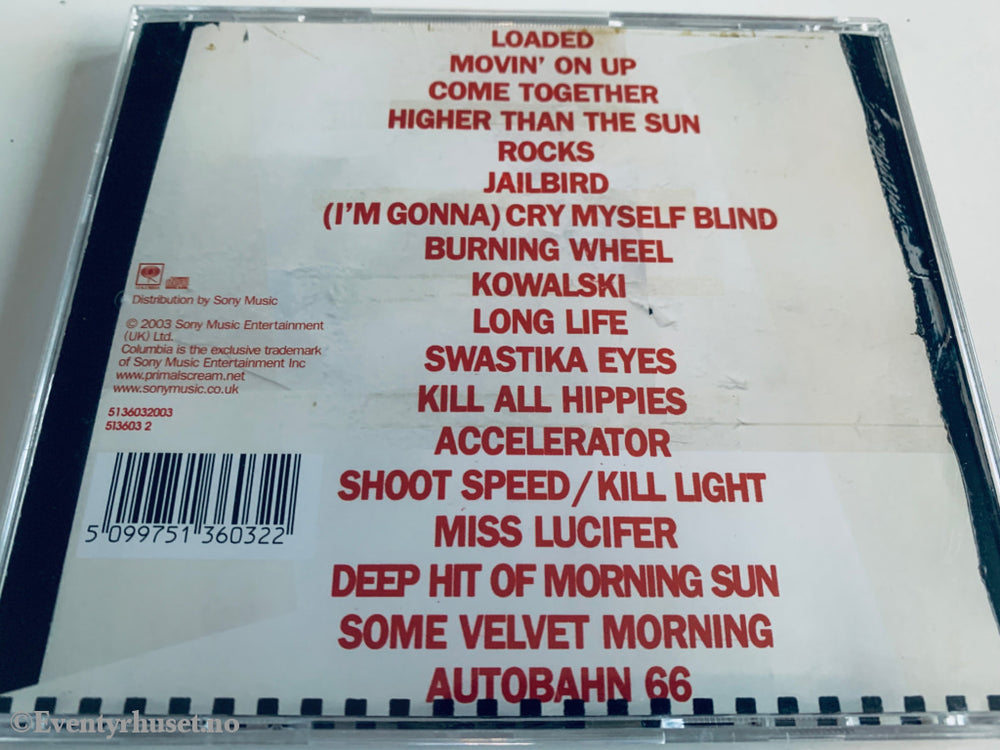 LOADED
MOVIN' ON UP
COME TOGETHER
HIGHER THAN THE SUN
ROCKS
JAILBIRD
(I'M GONNA) CRY MYSELF BLIND
BURNING WHEEL
KOWALSKI
LONG LIFE
SWASTIKA EYES
KILL ALL HIPPIES
ACCELERATOR
SHOOT SPEED/KILL LIGHT
MISS LUCIFER
DEEP HIT OF MORNING SUN
SOME VELVET MORNING
AUTOBAHN 66
Distribution by Sony Music
© 2003 Sony Music Entertainment
(UK) Ltd.
Columbia is the exclusive trademark
of Sony Music Entertainment Inc
www.primalscream.net
www.sonymusic.co.uk
5136032003
513603 2
5 099751 360322
©Eventyrhuset.no